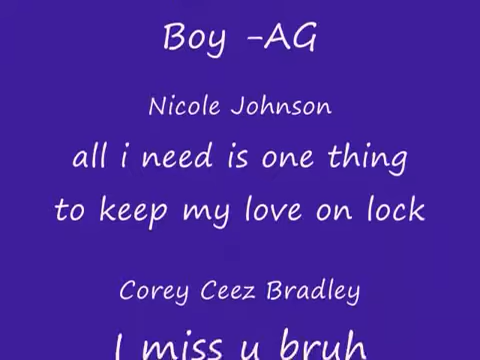 Boy -AG
Nicole Johnson
all i need is one thing
to keep my love on lock
Corey Ceez Bradley
I miss u bruh